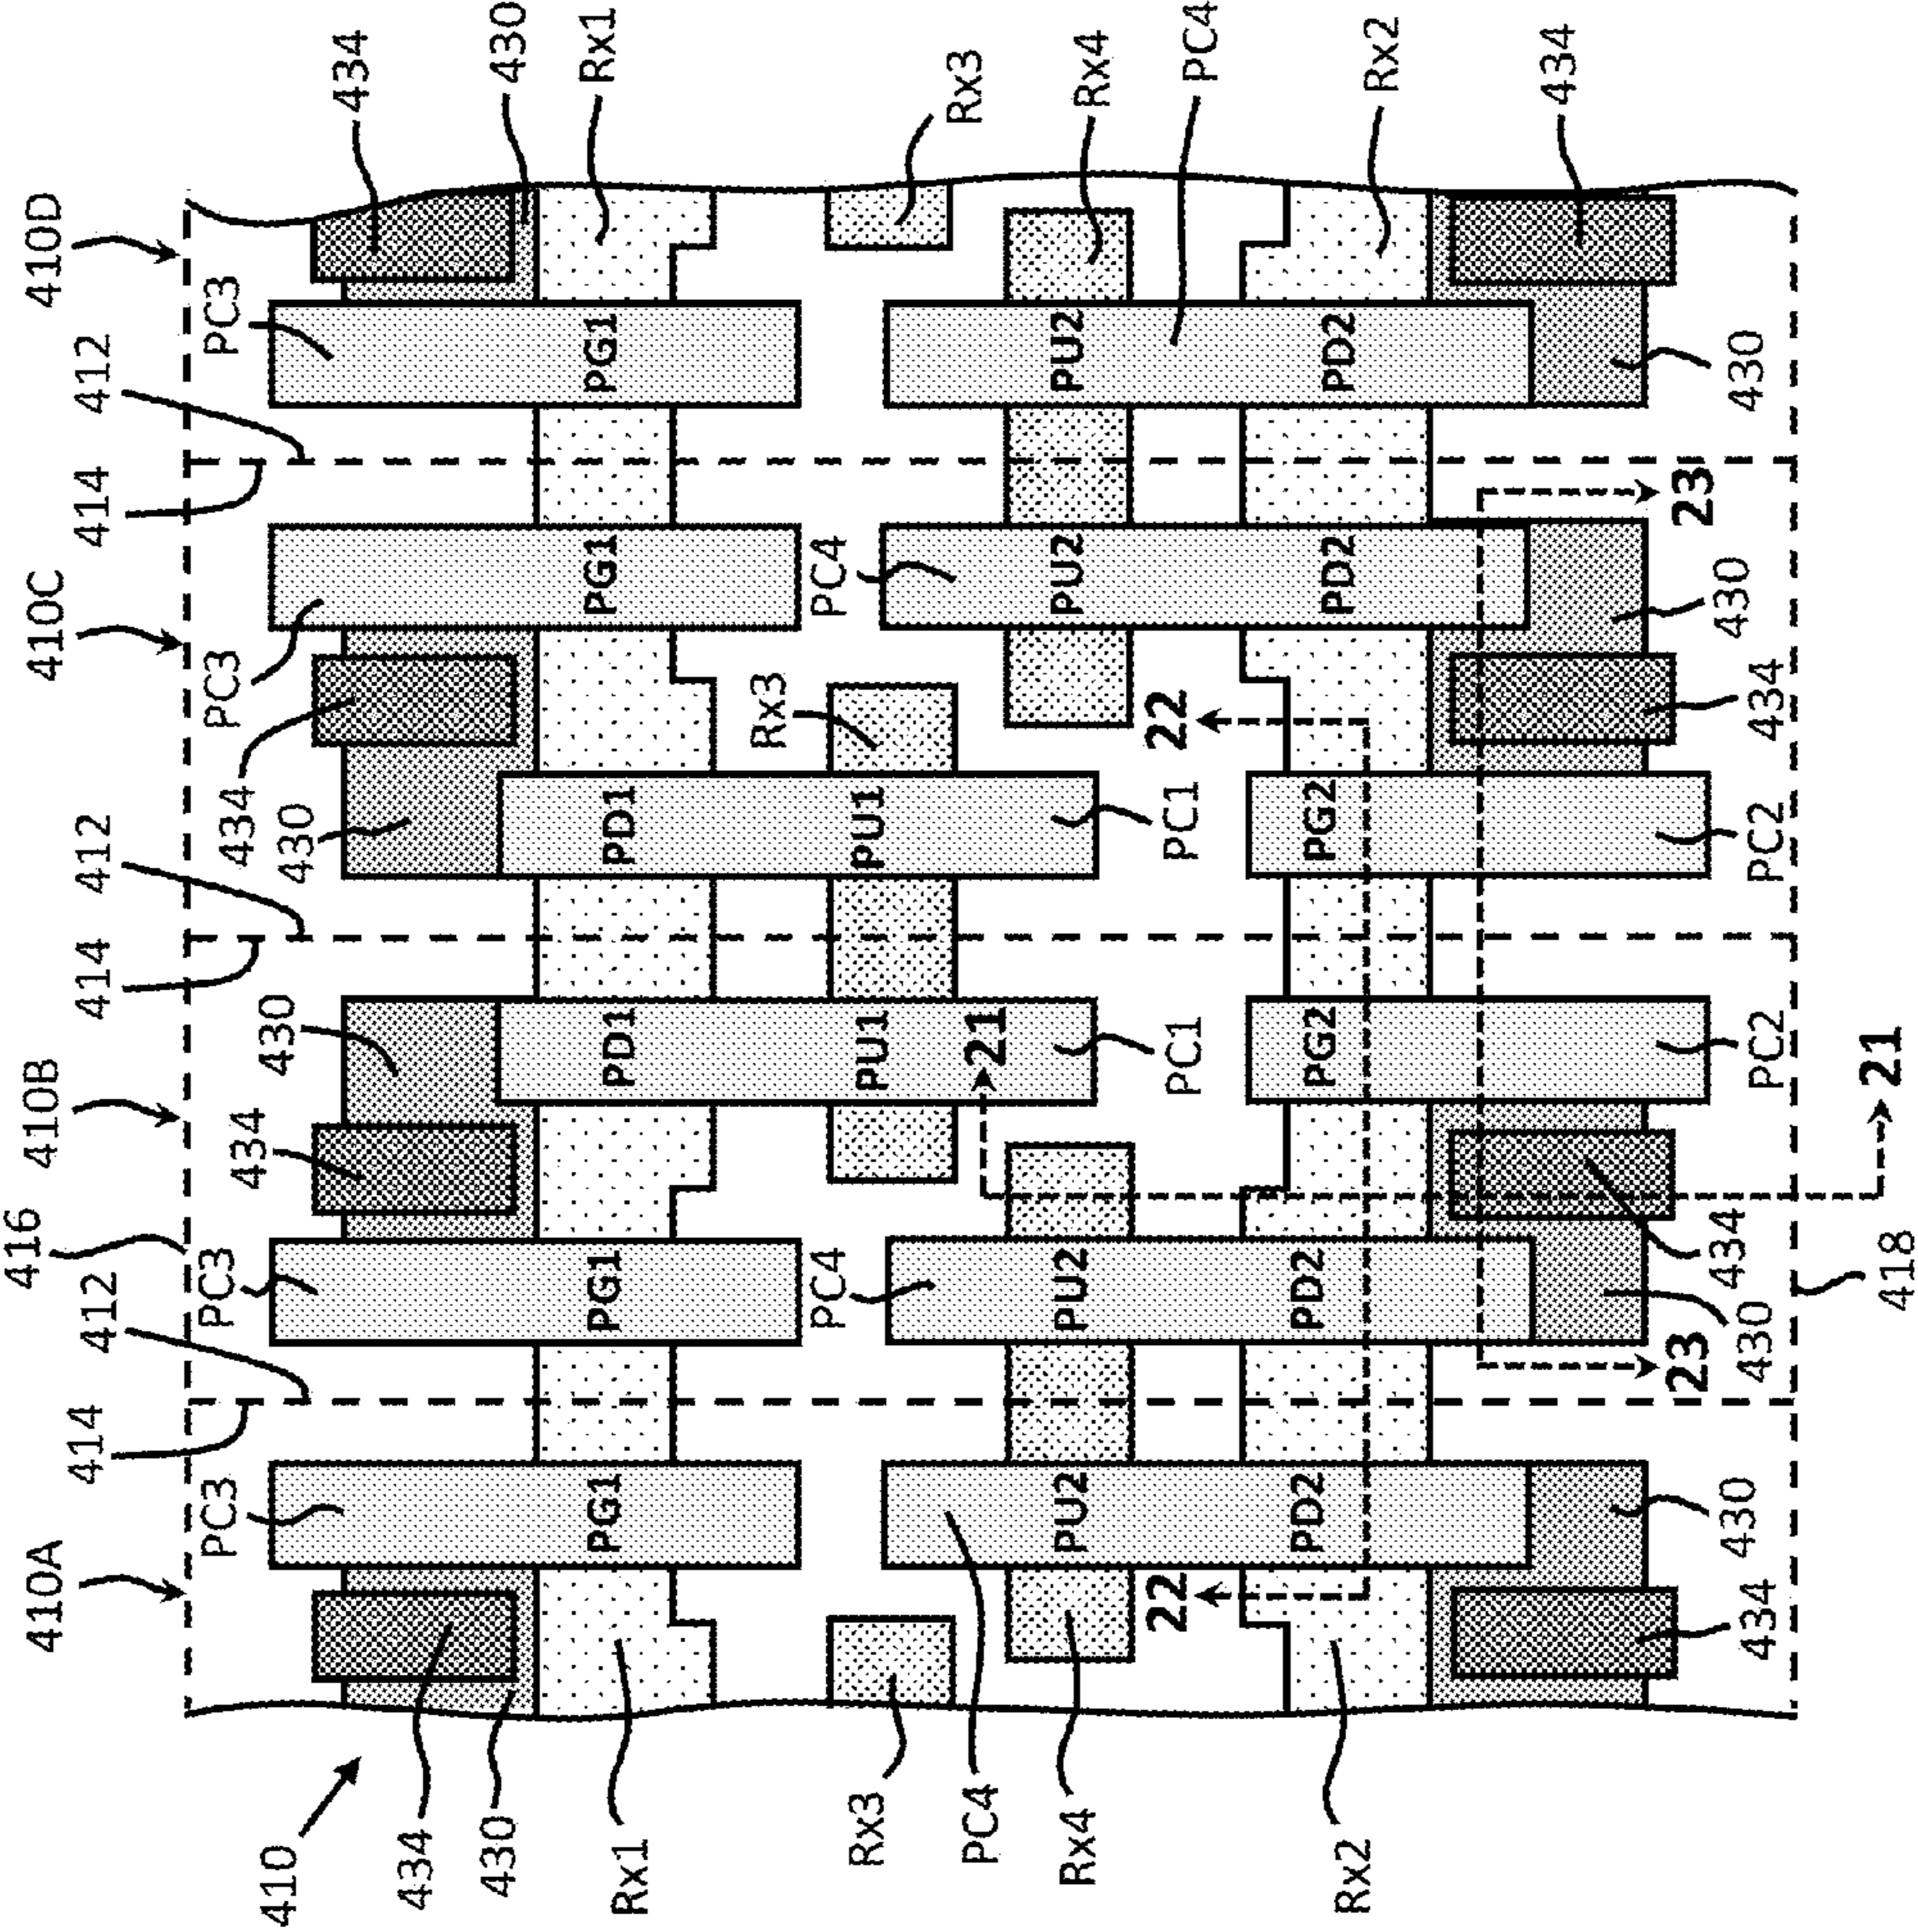 410D
434
430
Rx1
Rx3
Rx4
PC4
Rx2
434
PC3
412
PG1
PU2
PD2
430
414
410C
PC3
PG1
PC4
PU2
PD2
23
430
434
Rx3
22
434
430
412
PD1
PU1
PC1
PG2
PC2
414
410B
430
434
PD1
PU1
21
PC1
PG2
PC2
21
416
PC3
412
PG1
PC4
PU2
PD2
434
430
23
418
414
PC3
410A
PG1
PU2
PD2
22
430
434
410
434
430
Rx1
Rx3
PC4
Rx4
Rx2